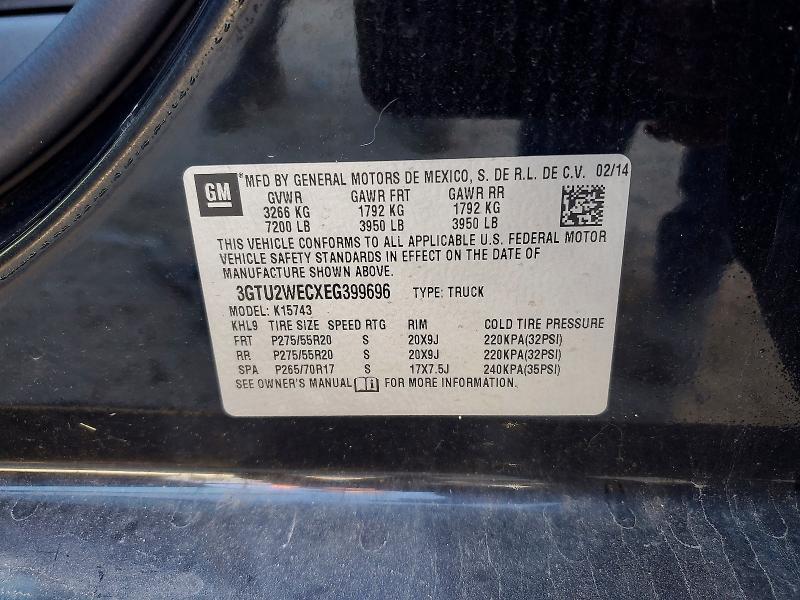 GM
*MFD BY GENERAL MOTORS DE MEXICO, S. DE R.L. DE C.V. 02/14
GVWR GAWR FRT GAWR RR
3266 KG 1792 KG 1792 KG
7200 LB 3950 LB 3950 LB
THIS VEHICLE CONFORMS TO ALL APPLICABLE U.S. FEDERAL MOTOR
VEHICLE SAFETY STANDARDS IN EFFECT ON THE DATE OF
MANUFACTURE SHOWN ABOVE.
3GTU2WECXEG399696 TYPE: TRUCK
MODEL: K15743
KHL9 TIRE SIZE SPEED RTG RIM COLD TIRE PRESSURE
FRT P275/55R20 S 20X9J 220KPA(32PSI)
RR P275/55R20 S 20X9J 220KPA(32PSI)
SPA P265/70R17 S 17X7.5J 240KPA(35PSI)
SEE OWNER'S MANUAL FOR MORE INFORMATION.